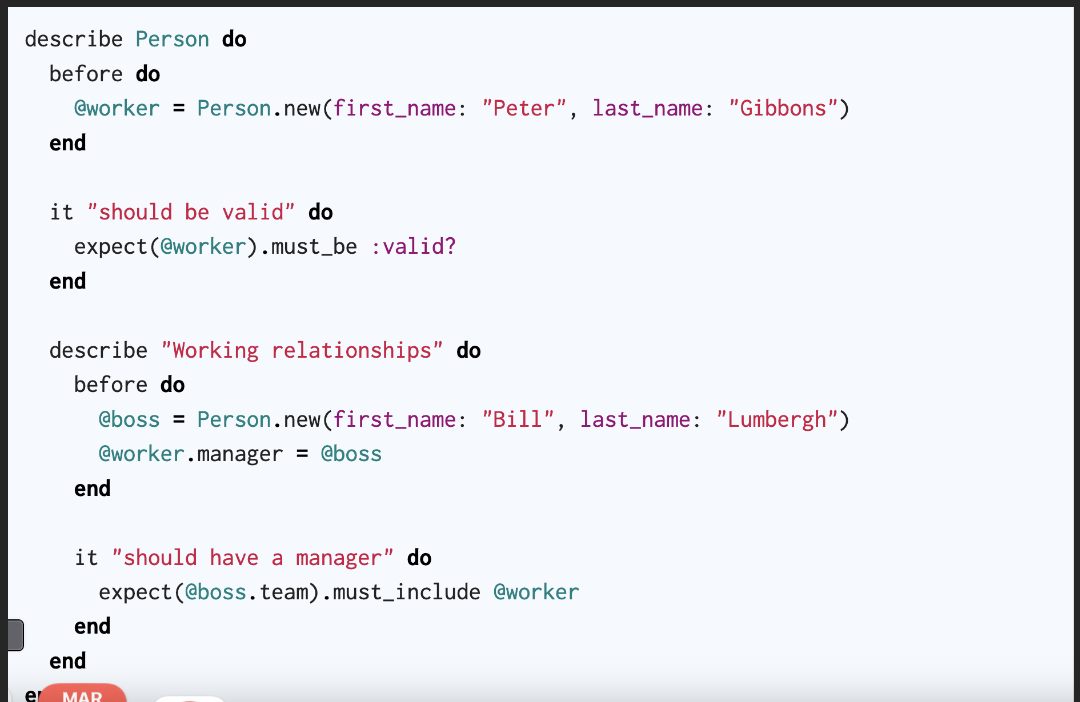 describe Person do
  before do
    @worker = Person.new(first_name: "Peter", last_name: "Gibbons")
  end

  it "should be valid" do
    expect(@worker).must_be :valid?
  end

  describe "Working relationships" do
    before do
      @boss = Person.new(first_name: "Bill", last_name: "Lumbergh")
      @worker.manager = @boss
    end

    it "should have a manager" do
      expect(@boss.team).must_include @worker
    end
  end
MAR